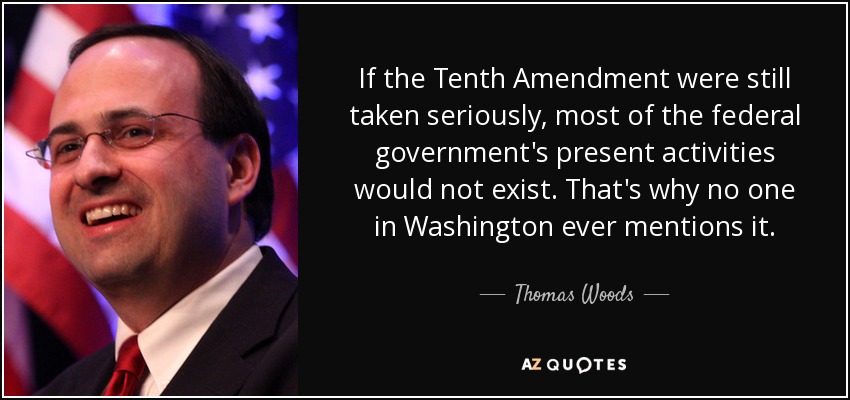 If the Tenth Amendment were still
taken seriously, most of the federal
government's present activities
would not exist. That's why no one
in Washington ever mentions it.
Thomas Woods
AZ QUOTES